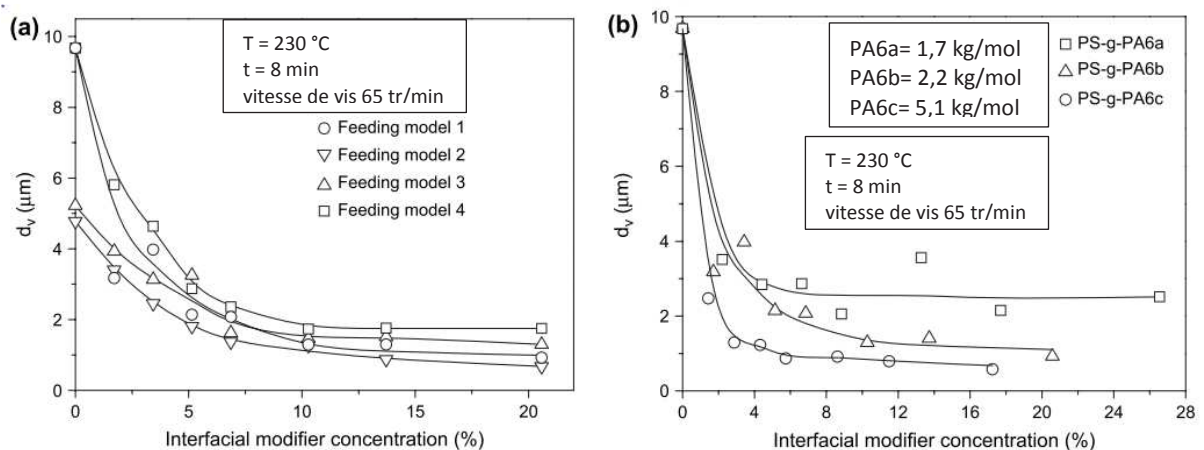 (a)
T = 230 °C
t = 8 min
vitesse de vis 65 tr/min
Feeding model 1
Feeding model 2
Feeding model 3
Feeding model 4
10
8
6
4
2
0
dᵥ (μm)
0 5 10 15 20
Interfacial modifier concentration (%)
(b)
PA6a= 1,7 kg/mol
PA6b= 2,2 kg/mol
PA6c= 5,1 kg/mol
PS-g-PA6a
PS-g-PA6b
PS-g-PA6c
T = 230 °C
t = 8 min
vitesse de vis 65 tr/min
10
8
6
4
2
0
dᵥ (μm)
0 4 8 12 16 20 24 28
Interfacial modifier concentration (%)